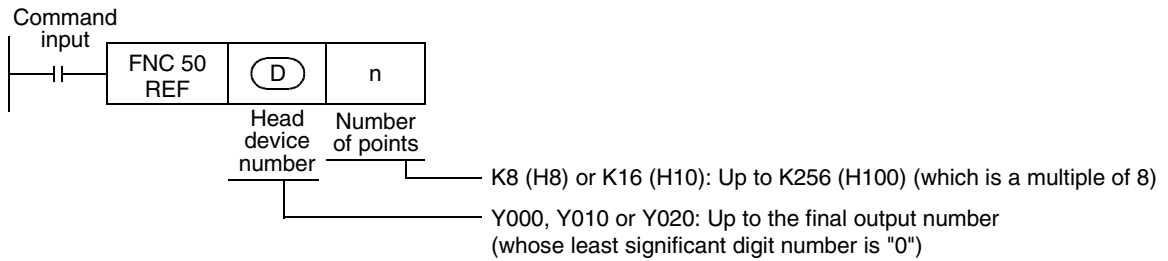 Command
input
FNC 50
REF
D
n
Head
device
number
Number
of points
K8 (H8) or K16 (H10): Up to K256 (H100) (which is a multiple of 8)
Y000, Y010 or Y020: Up to the final output number
(whose least significant digit number is "0")